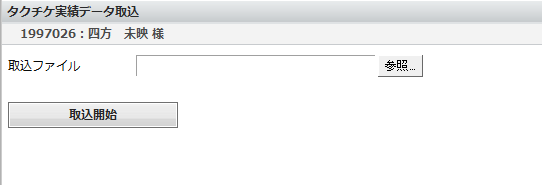 タクチケ実績データ取込
1997026：四方　未映 様
取込ファイル
参照...
取込開始